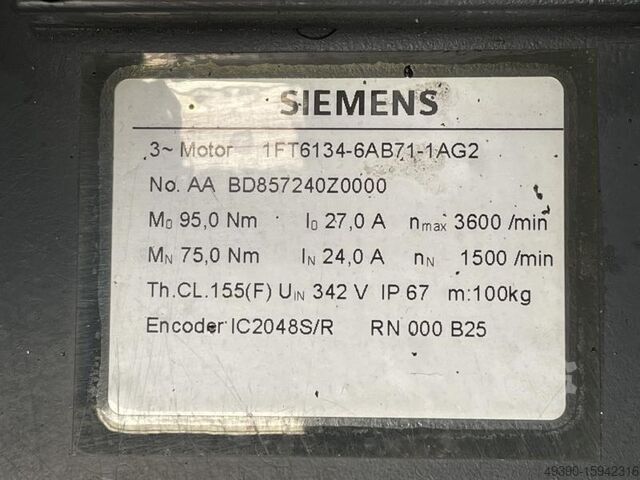 SIEMENS
3~ Motor 1FT6134-6AB71-1AG2
No. AA BD857240Z0000
M0 95,0 Nm I0 27,0 A nmax 3600 /min
MN 75,0 Nm IN 24,0 A nN 1500 /min
Th.CL.155(F) UIN 342 V IP 67 m:100kg
Encoder IC2048S/R RN 000 B25
49390-15942316